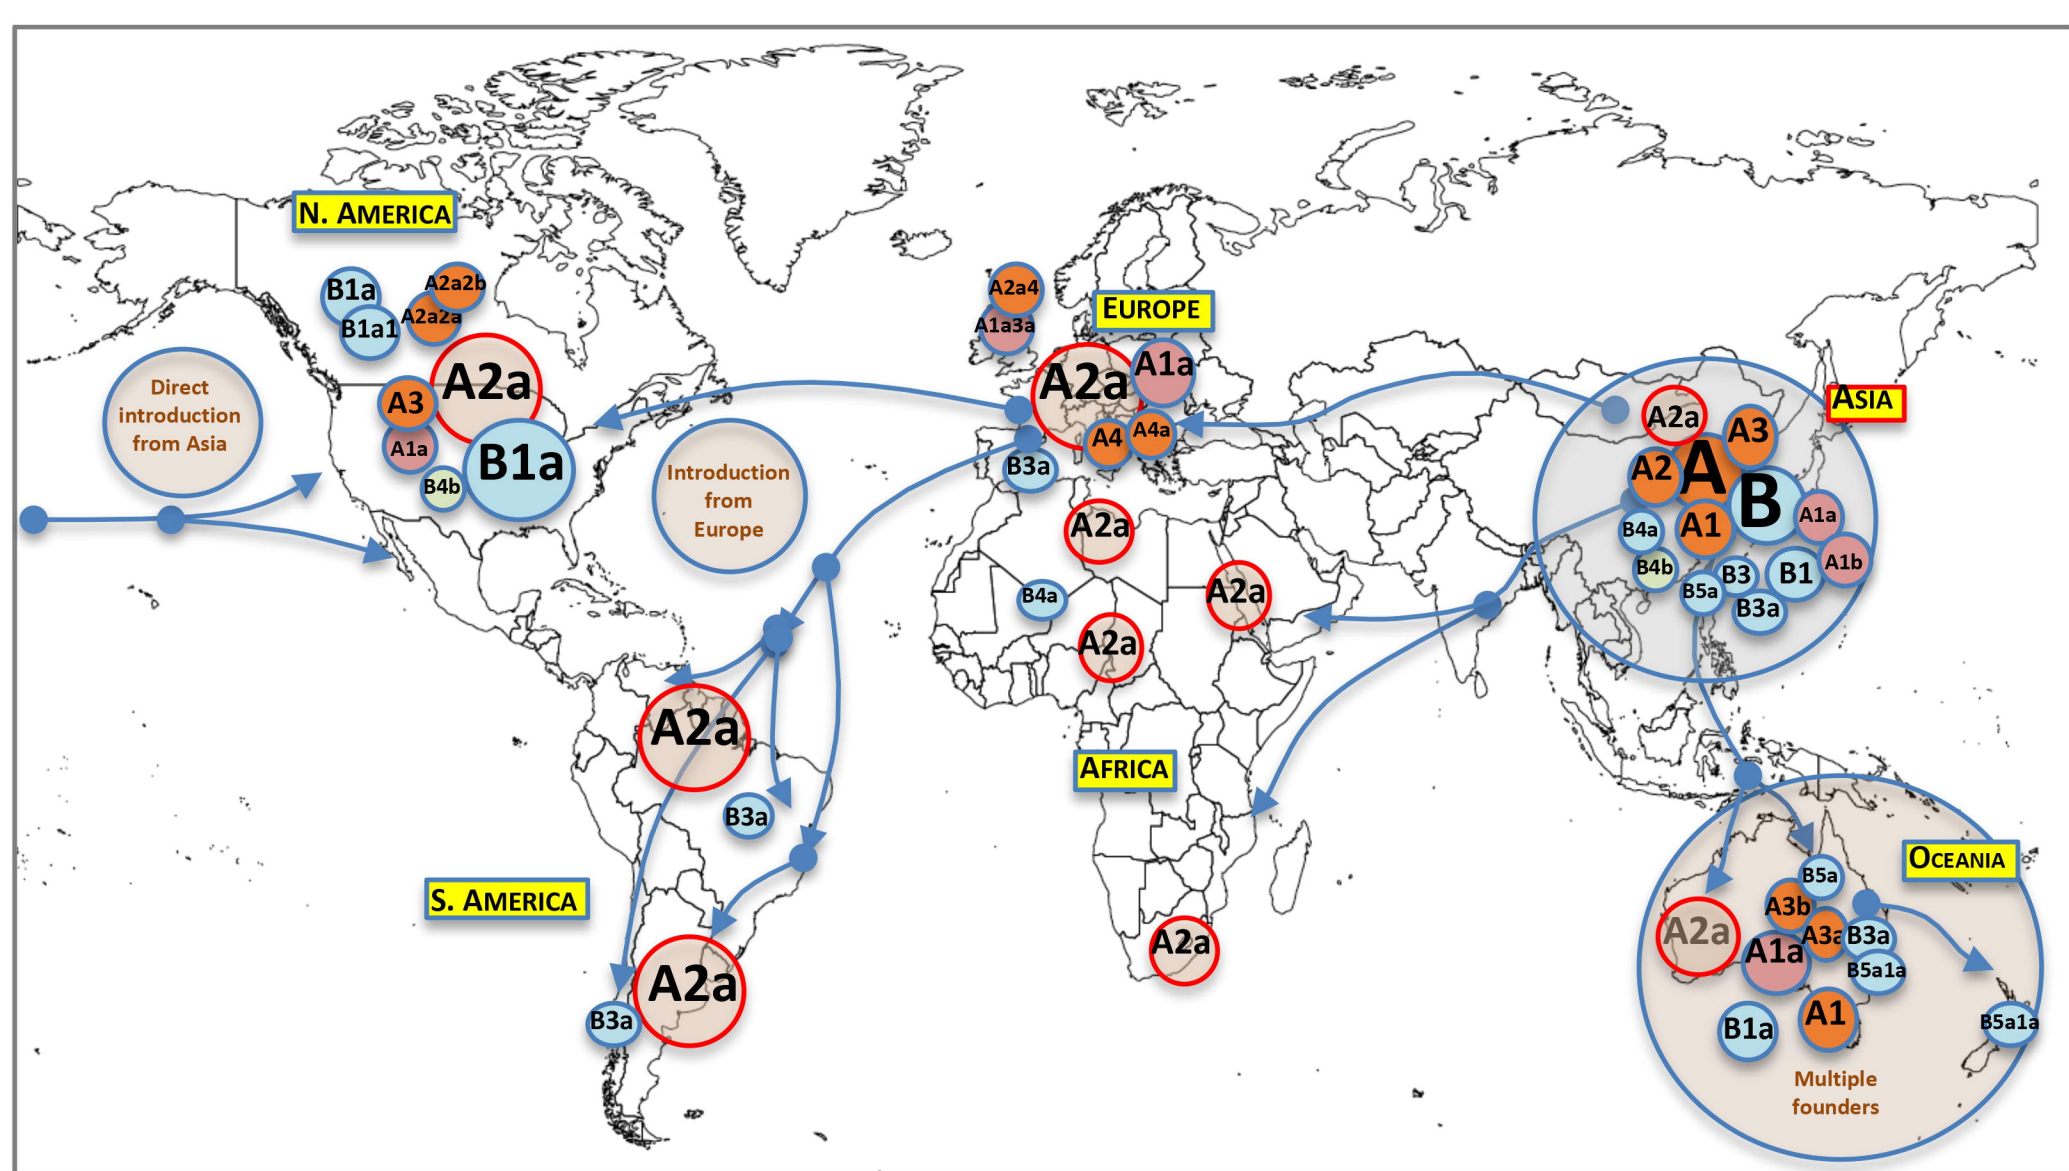 N. AMERICA
B1a
B1a1
A2a2b
A2a2a
A2a
A3
A1a
B4b
B1a
Direct
introduction
from Asia
Introduction
from
Europe
A2a4
A1a3a
EUROPE
A2a
A1a
A4
A4a
B3a
ASIA
A2a
A3
A2
A
B
A1
A1a
B4a
B4b
A1b
B1
B3
B5a
B3a
A2a
B4a
A2a
A2a
AFRICA
A2a
A2a
B3a
S. AMERICA
A2a
B3a
OCEANIA
B5a
A3b
A3a
B3a
A2a
A1a
B5a1a
B1a
A1
B5a1a
Multiple
founders